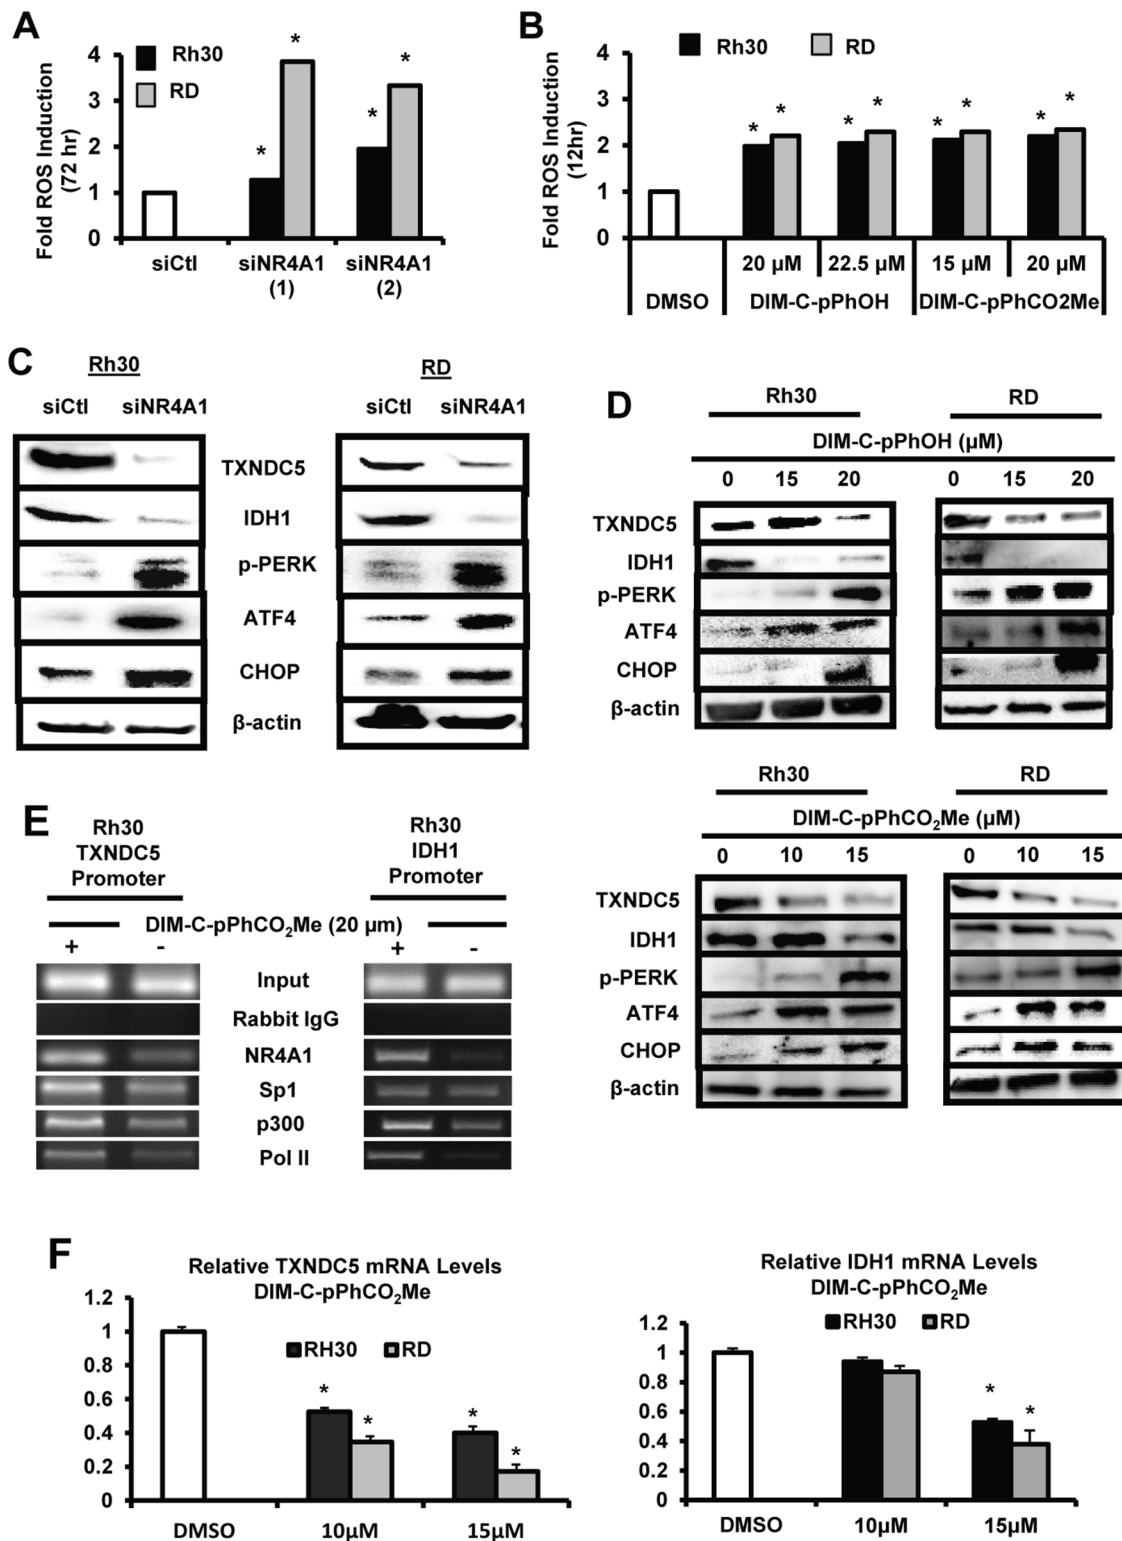 A
Fold ROS Induction
(72 hr)
4
3
2
1
0
Rh30
RD
*
*
*
*
siCtl
siNR4A1
(1)
siNR4A1
(2)
B
Fold ROS Induction
(12hr)
4
3
2
1
0
Rh30
RD
*
*
*
*
*
*
*
*
20 µM
22.5 µM
15 µM
20 µM
DMSO
DIM-C-pPhOH
DIM-C-pPhCO2Me
C
Rh30
RD
siCtl
siNR4A1
siCtl
siNR4A1
TXNDC5
IDH1
p-PERK
ATF4
CHOP
β-actin
D
Rh30
RD
DIM-C-pPhOH (µM)
0 15 20
0 15 20
TXNDC5
IDH1
p-PERK
ATF4
CHOP
β-actin
Rh30
RD
DIM-C-pPhCO₂Me (µM)
0 10 15
0 10 15
TXNDC5
IDH1
p-PERK
ATF4
CHOP
β-actin
E
Rh30
TXNDC5
Promoter
Rh30
IDH1
Promoter
DIM-C-pPhCO₂Me (20 µm)
+ -
+ -
Input
Rabbit IgG
NR4A1
Sp1
p300
Pol II
F
Relative TXNDC5 mRNA Levels
DIM-C-pPhCO₂Me
1.2
1
0.8
0.6
0.4
0.2
0
RH30
RD
*
*
*
*
DMSO
10µM
15µM
Relative IDH1 mRNA Levels
DIM-C-pPhCO₂Me
1.2
1
0.8
0.6
0.4
0.2
0
RH30
RD
*
*
DMSO
10µM
15µM